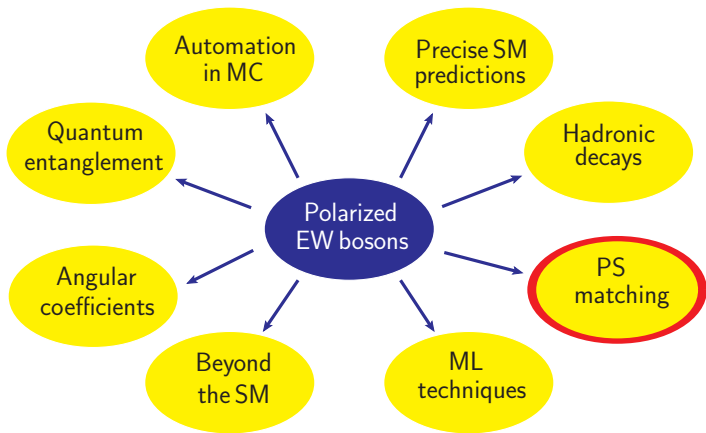 Automation
in MC
Precise SM
predictions
Quantum
entanglement
Hadronic
decays
Polarized
EW bosons
Angular
coefficients
PS
matching
Beyond
the SM
ML
techniques